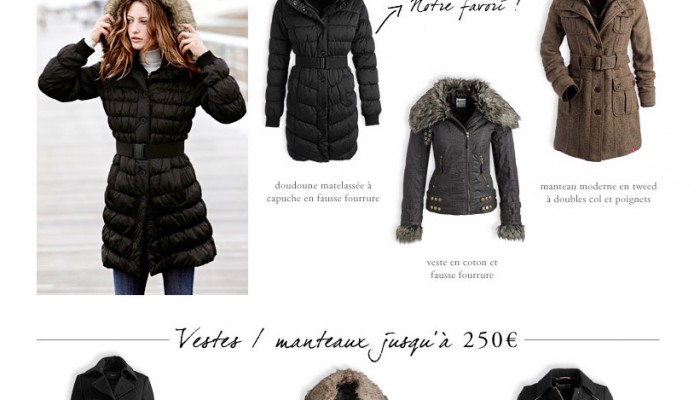 Notre favori !
doudoune matelassée à
capuche en fausse fourrure
manteau moderne en tweed
à doubles col et poignets
veste en coton et
fausse fourrure
Vestes / manteaux jusqu'à 250€